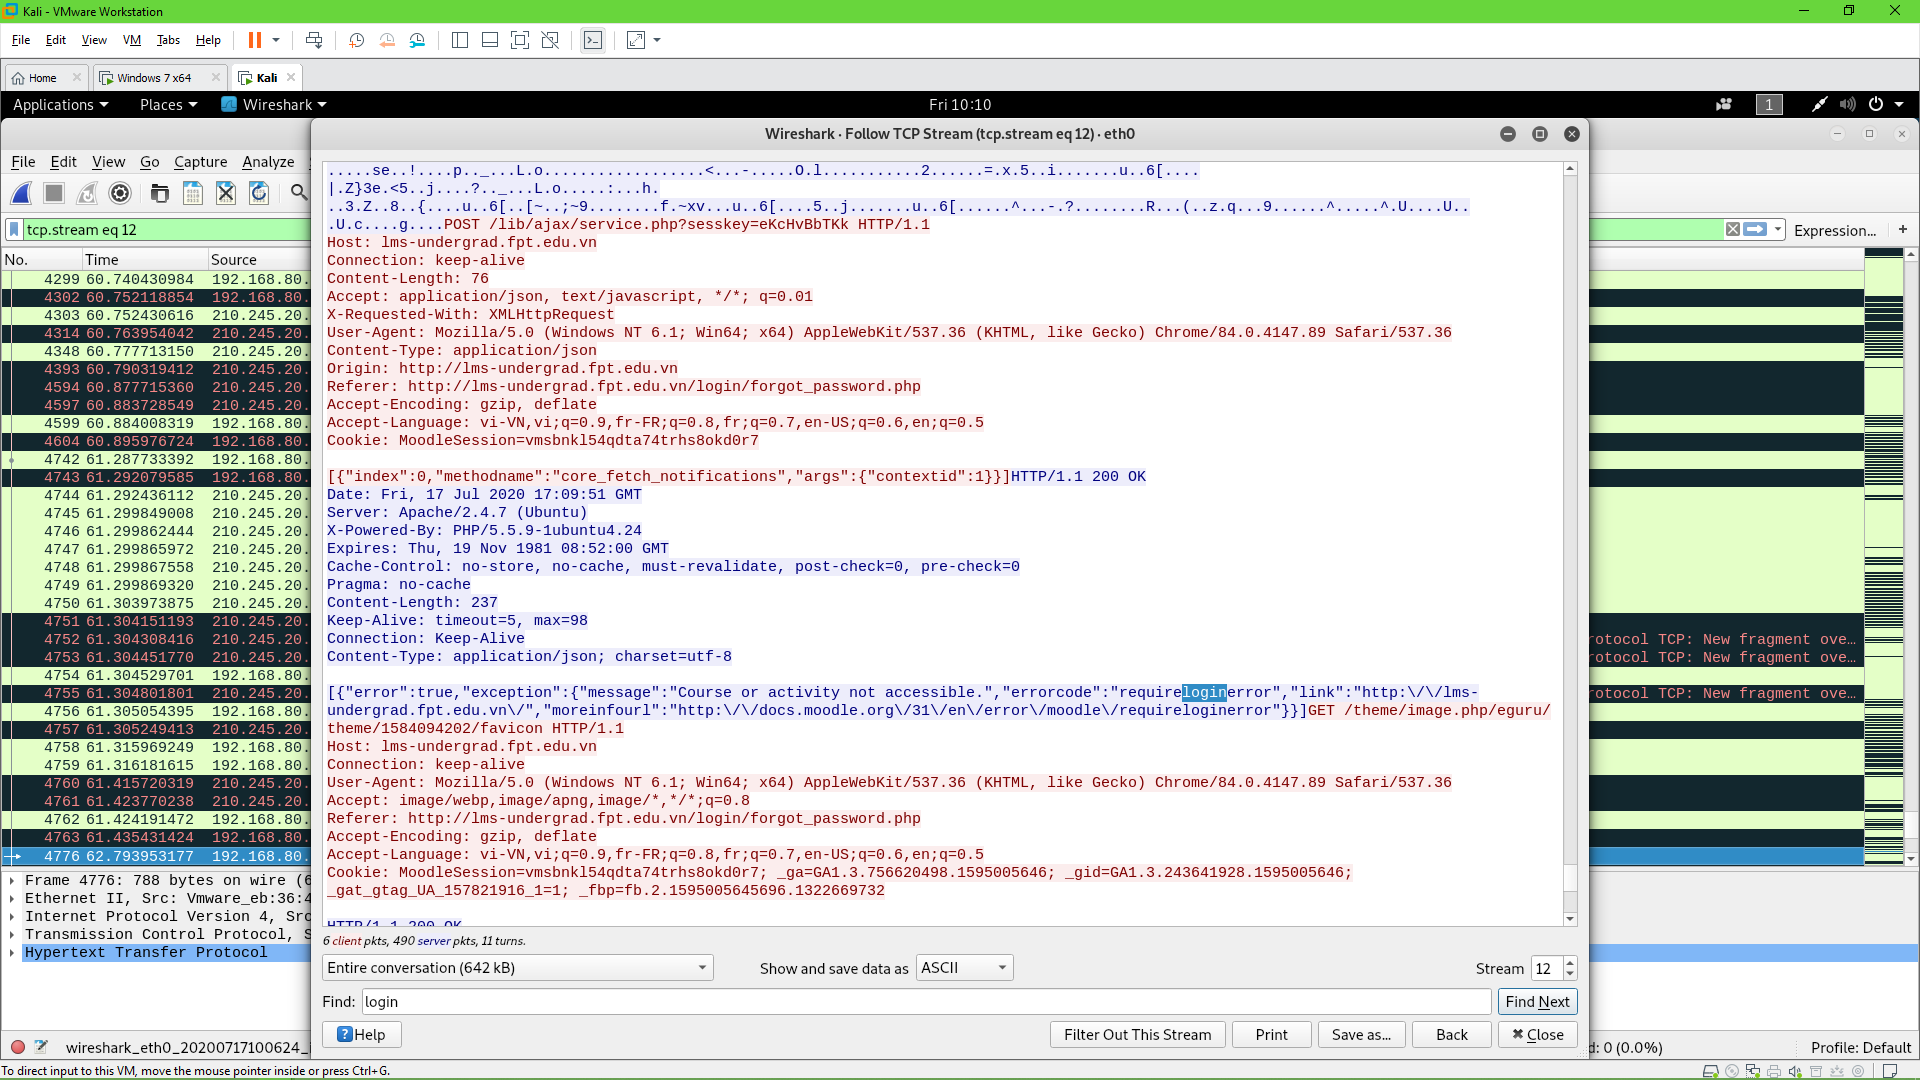 Kali - VMware Workstation
File Edit View VM Tabs Help
Home Windows 7 x64 Kali
Applications Places Wireshark Fri 10:10 1
Wireshark · Follow TCP Stream (tcp.stream eq 12) · eth0
File Edit View Go Capture Analyze
tcp.stream eq 12 Expression... +
No. Time Source
4299 60.740430984 192.168.80.
4302 60.752118854 192.168.80.
4303 60.752430616 210.245.20.
4314 60.763954042 210.245.20.
4348 60.777713150 210.245.20.
4393 60.790319412 210.245.20.
4594 60.877715360 210.245.20.
4597 60.883728549 210.245.20.
4599 60.884008319 210.245.20.
4604 60.895976724 192.168.80.
4742 61.287733392 192.168.80.
4743 61.292079585 192.168.80.
4744 61.292436112 210.245.20.
4745 61.299849008 210.245.20.
4746 61.299862444 210.245.20.
4747 61.299865972 210.245.20.
4748 61.299867558 210.245.20.
4749 61.299869320 210.245.20.
4750 61.303973875 210.245.20.
4751 61.304151193 210.245.20.
4752 61.304308416 210.245.20. rotocol TCP: New fragment ove…
4753 61.304451770 210.245.20. rotocol TCP: New fragment ove…
4754 61.304529701 192.168.80.
4755 61.304801801 210.245.20. rotocol TCP: New fragment ove…
4756 61.305054395 192.168.80.
4757 61.305249413 210.245.20.
4758 61.315969249 192.168.80.
4759 61.316181615 192.168.80.
4760 61.415720319 210.245.20.
4761 61.423770238 210.245.20.
4762 61.424191472 192.168.80.
4763 61.435431424 192.168.80.
4776 62.793953177 192.168.80.
Frame 4776: 788 bytes on wire (6
Ethernet II, Src: Vmware_eb:36:4
Internet Protocol Version 4, Src
Transmission Control Protocol, S
Hypertext Transfer Protocol
.....se..!....p.._...L.o..................<...-.....O.l...........2......=.x.5..i.......u..6[....
|.Z}3e.<5..j....?.._...L.o.....:...h.
..3.Z..8..{....u..6[..[~..;~9........f.~xv...u..6[....5..j.......u..6[......^...-.?........R...(..z.q...9......^.....^.U....U..
.U.c....g....POST /lib/ajax/service.php?sesskey=eKcHvBbTKk HTTP/1.1
Host: lms-undergrad.fpt.edu.vn
Connection: keep-alive
Content-Length: 76
Accept: application/json, text/javascript, */*; q=0.01
X-Requested-With: XMLHttpRequest
User-Agent: Mozilla/5.0 (Windows NT 6.1; Win64; x64) AppleWebKit/537.36 (KHTML, like Gecko) Chrome/84.0.4147.89 Safari/537.36
Content-Type: application/json
Origin: http://lms-undergrad.fpt.edu.vn
Referer: http://lms-undergrad.fpt.edu.vn/login/forgot_password.php
Accept-Encoding: gzip, deflate
Accept-Language: vi-VN,vi;q=0.9,fr-FR;q=0.8,fr;q=0.7,en-US;q=0.6,en;q=0.5
Cookie: MoodleSession=vmsbnkl54qdta74trhs8okd0r7
[{"index":0,"methodname":"core_fetch_notifications","args":{"contextid":1}}]HTTP/1.1 200 OK
Date: Fri, 17 Jul 2020 17:09:51 GMT
Server: Apache/2.4.7 (Ubuntu)
X-Powered-By: PHP/5.5.9-1ubuntu4.24
Expires: Thu, 19 Nov 1981 08:52:00 GMT
Cache-Control: no-store, no-cache, must-revalidate, post-check=0, pre-check=0
Pragma: no-cache
Content-Length: 237
Keep-Alive: timeout=5, max=98
Connection: Keep-Alive
Content-Type: application/json; charset=utf-8
[{"error":true,"exception":{"message":"Course or activity not accessible.","errorcode":"requireloginerror","link":"http:\/\/lms-
undergrad.fpt.edu.vn\/","moreinfourl":"http:\/\/docs.moodle.org\/31\/en\/error\/moodle\/requireloginerror"}}]GET /theme/image.php/eguru/
theme/1584094202/favicon HTTP/1.1
Host: lms-undergrad.fpt.edu.vn
Connection: keep-alive
User-Agent: Mozilla/5.0 (Windows NT 6.1; Win64; x64) AppleWebKit/537.36 (KHTML, like Gecko) Chrome/84.0.4147.89 Safari/537.36
Accept: image/webp,image/apng,image/*,*/*;q=0.8
Referer: http://lms-undergrad.fpt.edu.vn/login/forgot_password.php
Accept-Encoding: gzip, deflate
Accept-Language: vi-VN,vi;q=0.9,fr-FR;q=0.8,fr;q=0.7,en-US;q=0.6,en;q=0.5
Cookie: MoodleSession=vmsbnkl54qdta74trhs8okd0r7; _ga=GA1.3.756620498.1595005646; _gid=GA1.3.243641928.1595005646;
_gat_gtag_UA_157821916_1=1; _fbp=fb.2.1595005645696.1322669732
HTTP/1.1 200 OK
6 client pkts, 490 server pkts, 11 turns.
Entire conversation (642 kB) Show and save data as ASCII Stream 12
Find: login Find Next
Help Filter Out This Stream Print Save as... Back Close
wireshark_eth0_20200717100624_ d: 0 (0.0%) Profile: Default
To direct input to this VM, move the mouse pointer inside or press Ctrl+G.